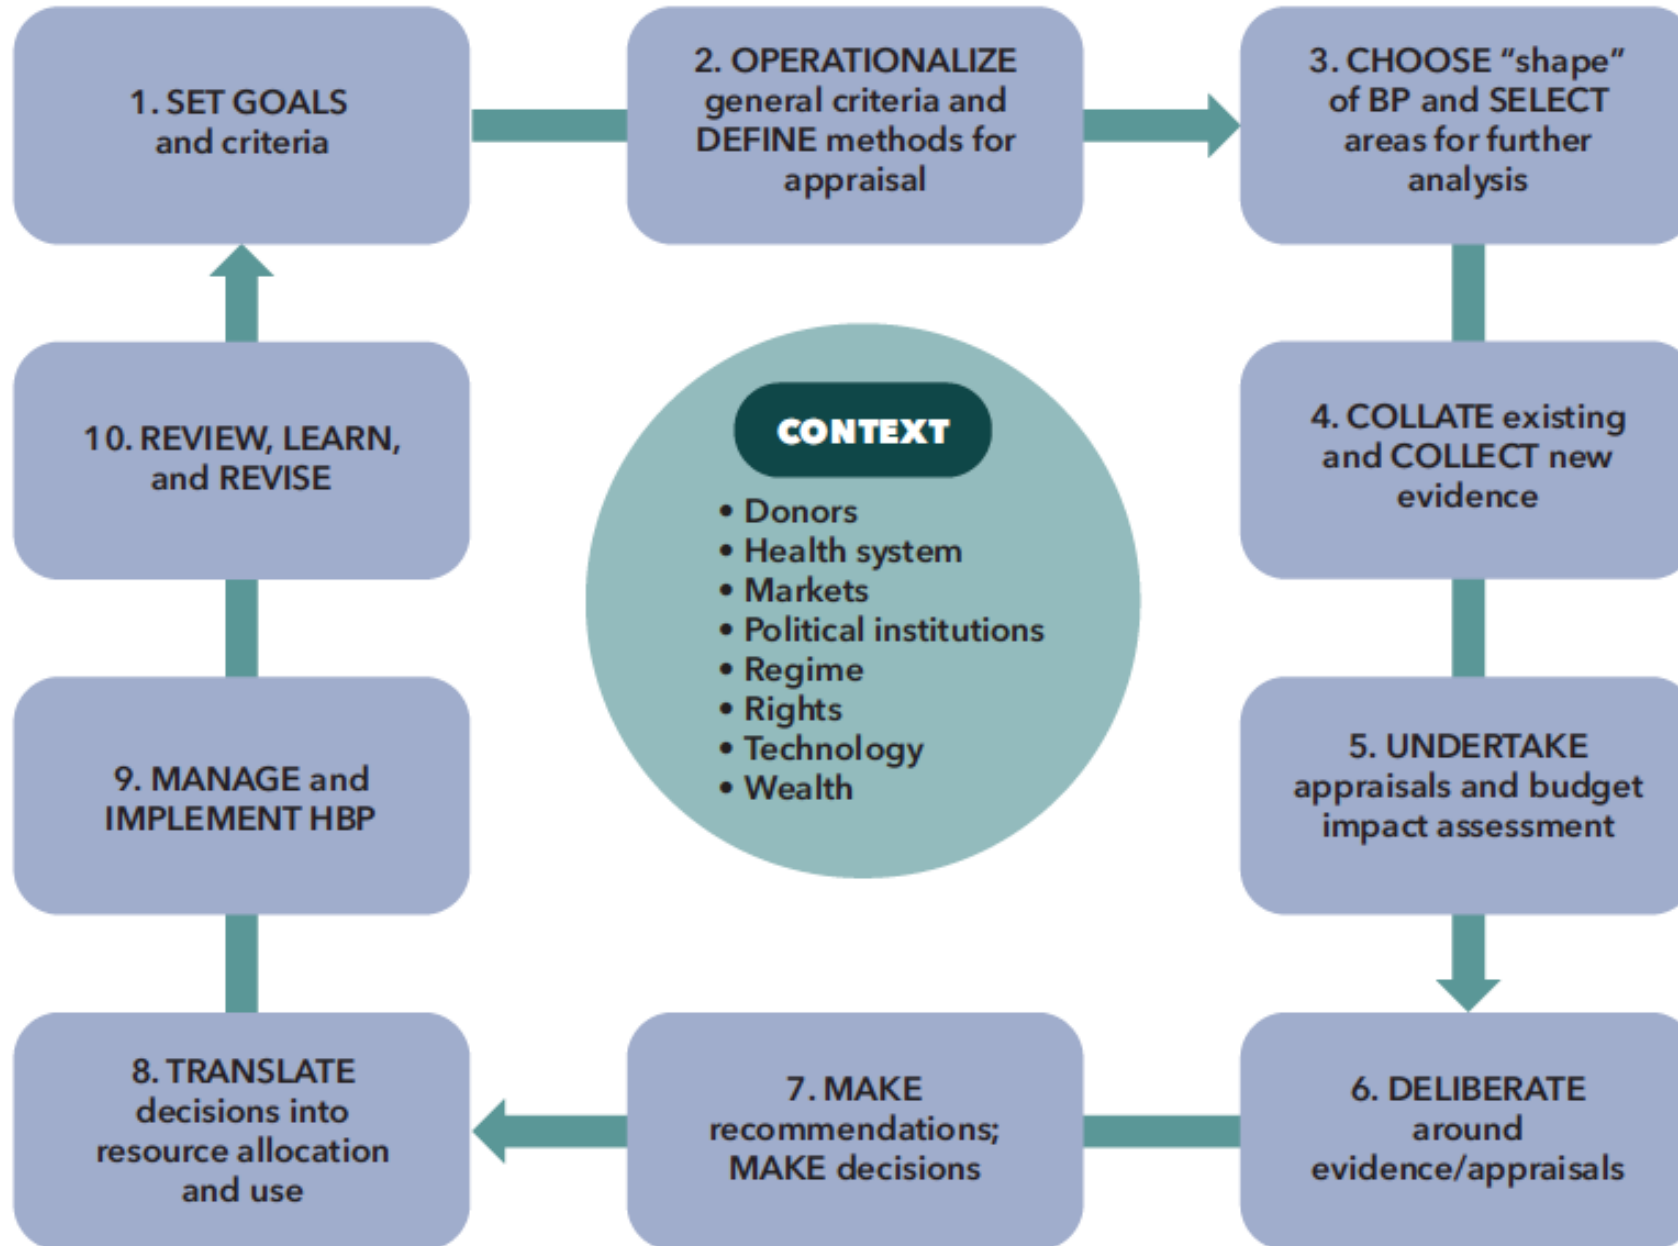 1. SET GOALS
and criteria
2. OPERATIONALIZE
general criteria and
DEFINE methods for
appraisal
3. CHOOSE “shape”
of BP and SELECT
areas for further
analysis
4. COLLATE existing
and COLLECT new
evidence
5. UNDERTAKE
appraisals and budget
impact assessment
6. DELIBERATE
around
evidence/appraisals
7. MAKE
recommendations;
MAKE decisions
8. TRANSLATE
decisions into
resource allocation
and use
9. MANAGE and
IMPLEMENT HBP
10. REVIEW, LEARN,
and REVISE
CONTEXT
• Donors
• Health system
• Markets
• Political institutions
• Regime
• Rights
• Technology
• Wealth